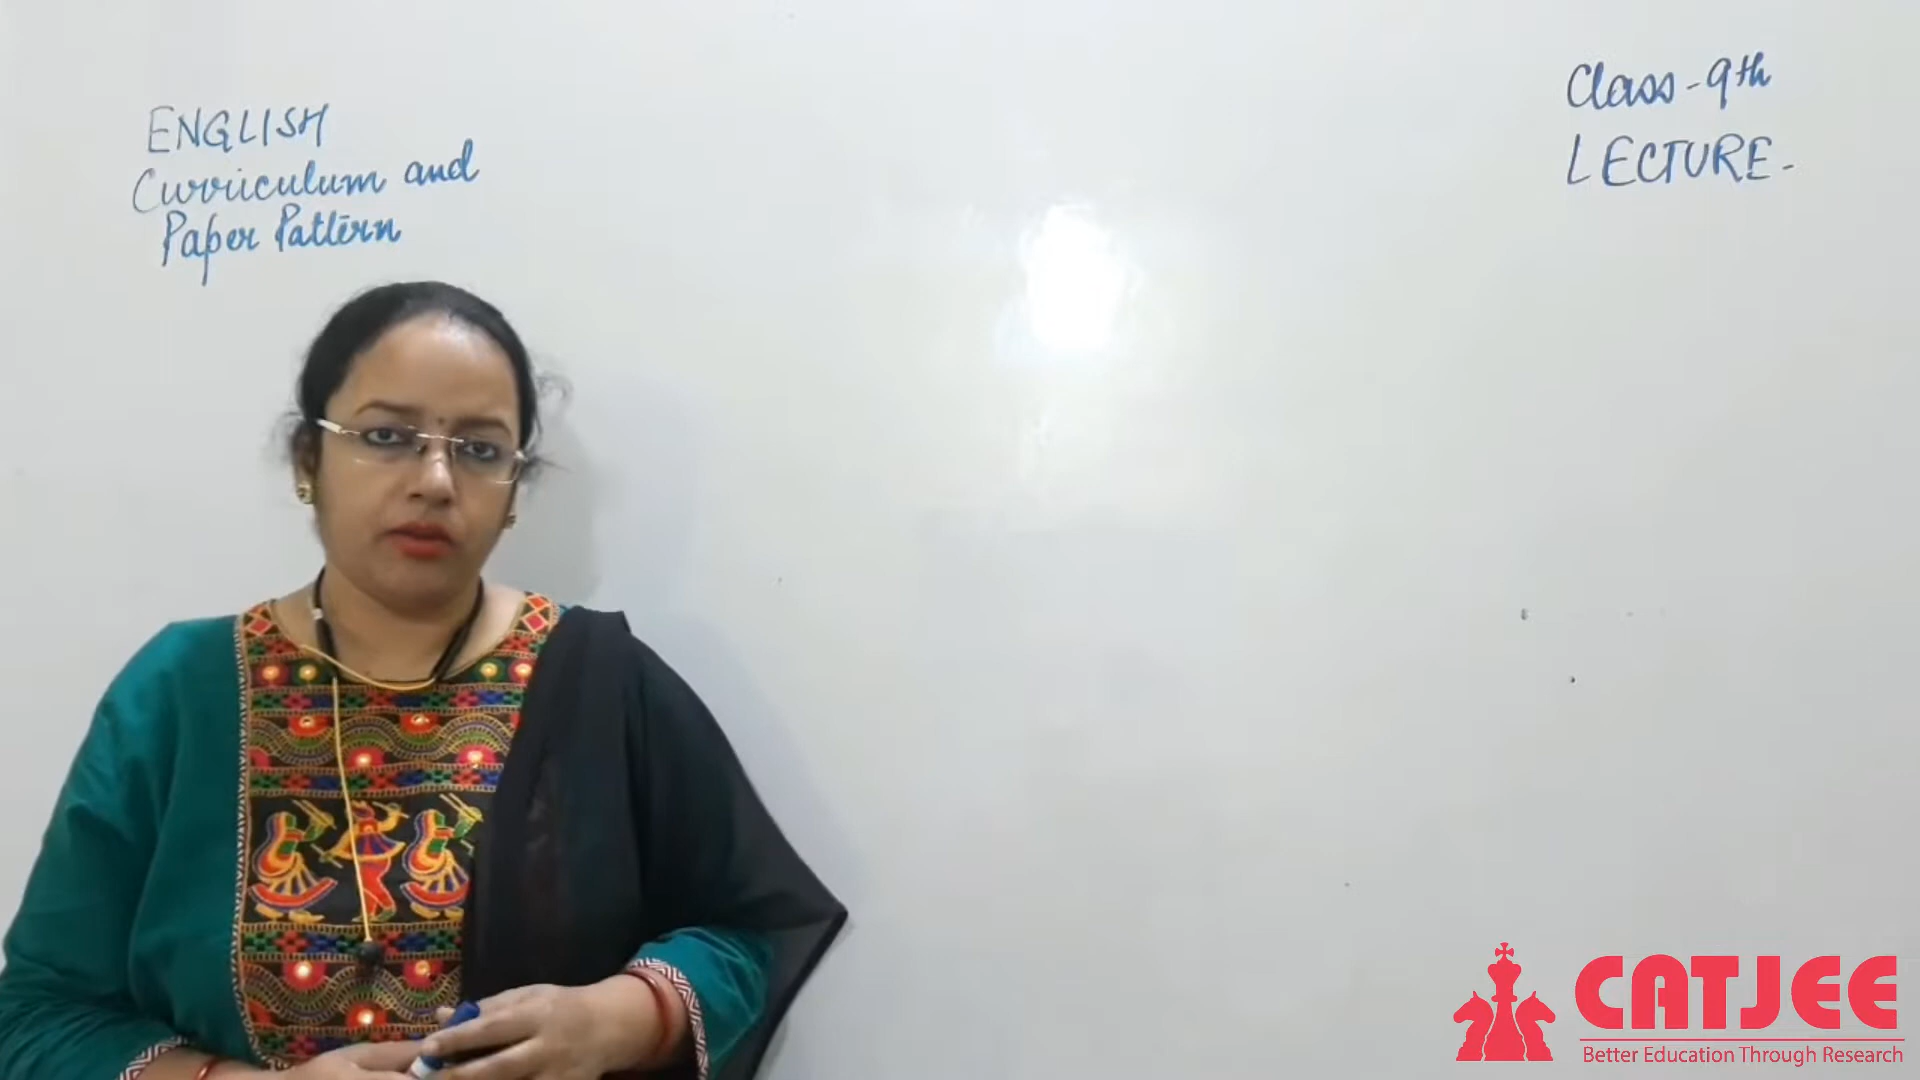 ENGLISH
Curriculum and
Paper Pattern
Class-9th
LECTURE-
CATJEE
Better Education Through Research